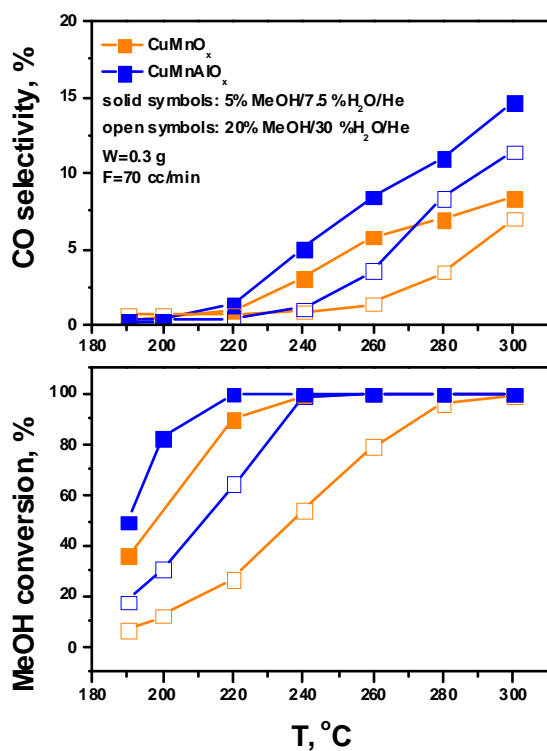 20
15
10
5
0
CO selectivity, %
CuMnOx
CuMnAlOx
solid symbols: 5% MeOH/7.5 %H2O/He
open symbols: 20% MeOH/30 %H2O/He
W=0.3 g
F=70 cc/min
180 200 220 240 260 280 300
100
80
60
40
20
0
MeOH conversion, %
180 200 220 240 260 280 300
T, °C